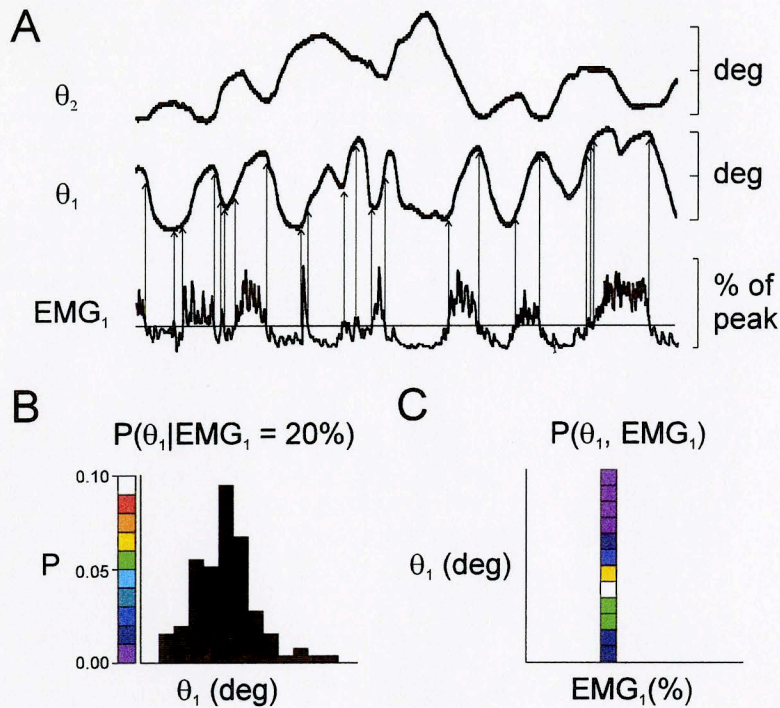 A
θ₂
deg
θ₁
deg
EMG₁
% of
peak
B
P(θ₁|EMG₁ = 20%)
0.10
P
0.05
0.00
θ₁ (deg)
C
P(θ₁, EMG₁)
θ₁ (deg)
EMG₁(%)